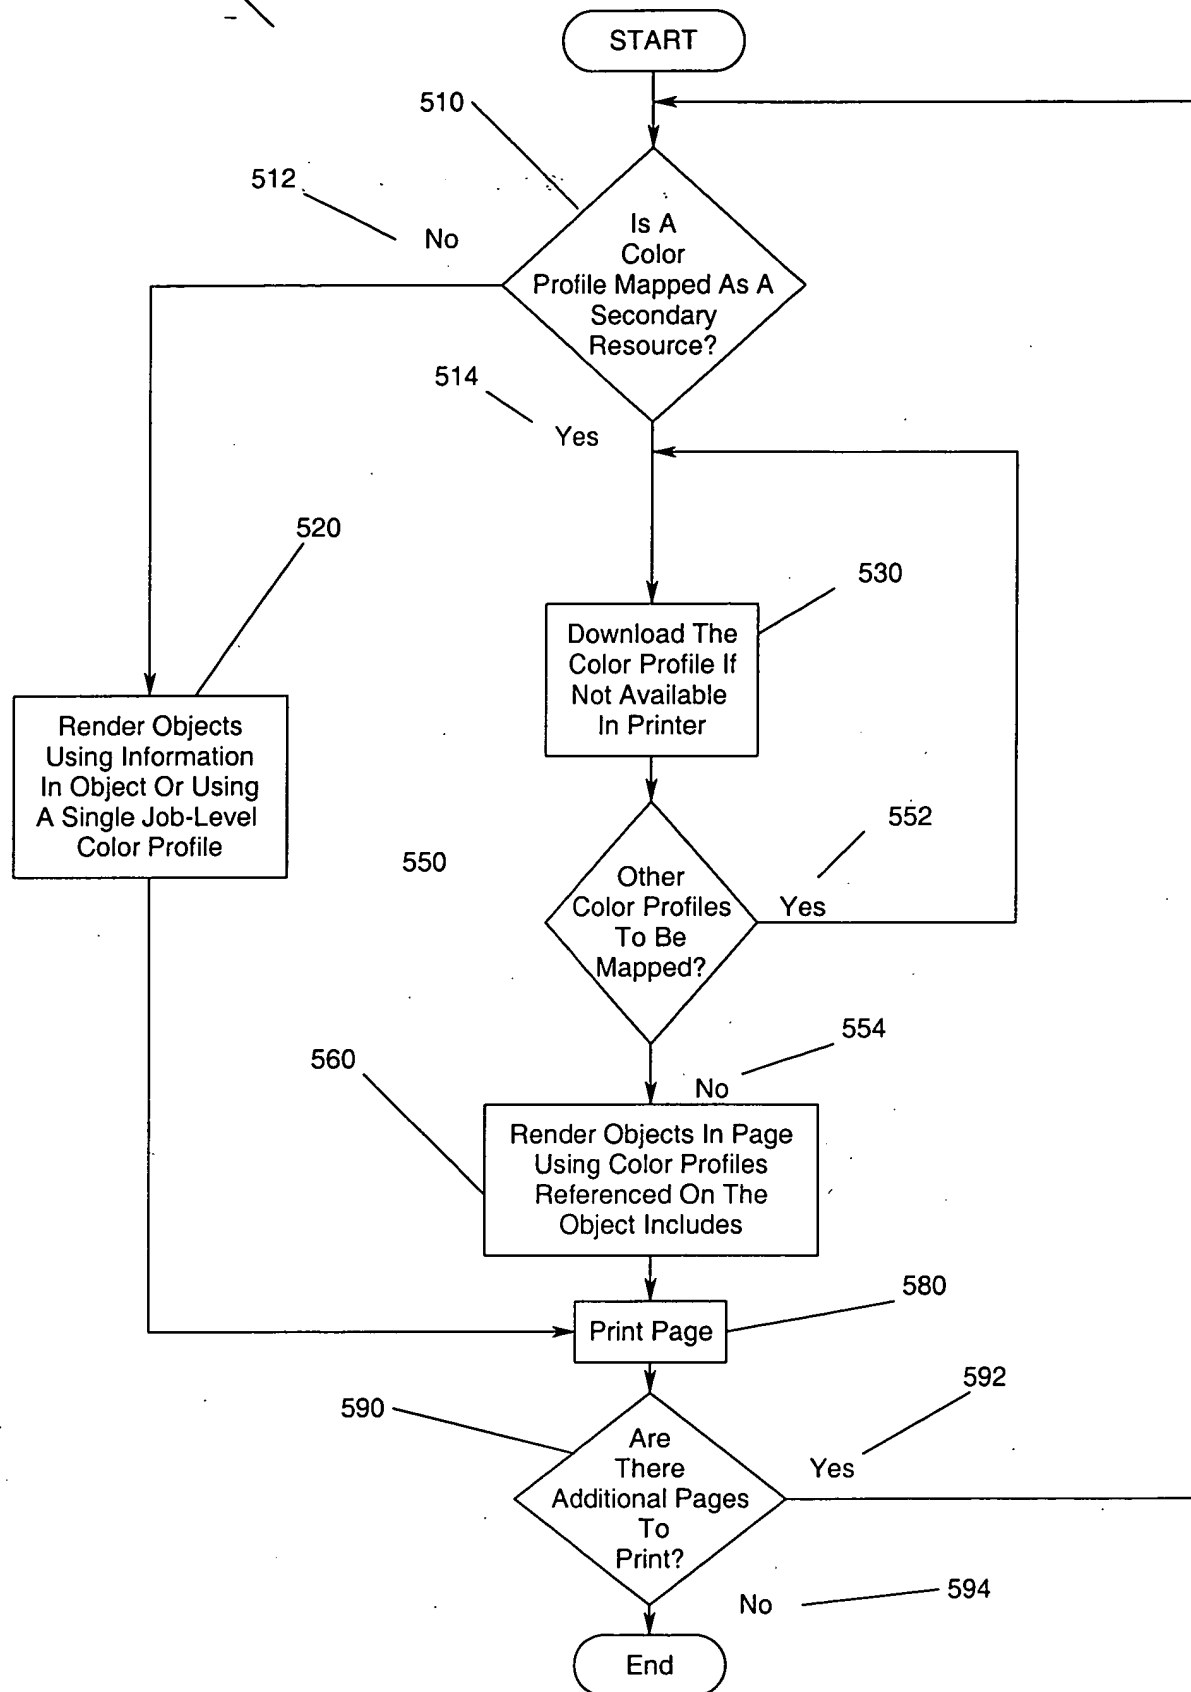 START
510
512
No
Is A
Color
Profile Mapped As A
Secondary
Resource?
514
Yes
520
530
Download The
Color Profile If
Not Available
In Printer
Render Objects
Using Information
In Object Or Using
A Single Job-Level
Color Profile
552
550
Other
Color Profiles
To Be
Mapped?
Yes
554
560
No
Render Objects In Page
Using Color Profiles
Referenced On The
Object Includes
580
Print Page
592
590
Are
There
Additional Pages
To
Print?
Yes
594
No
End